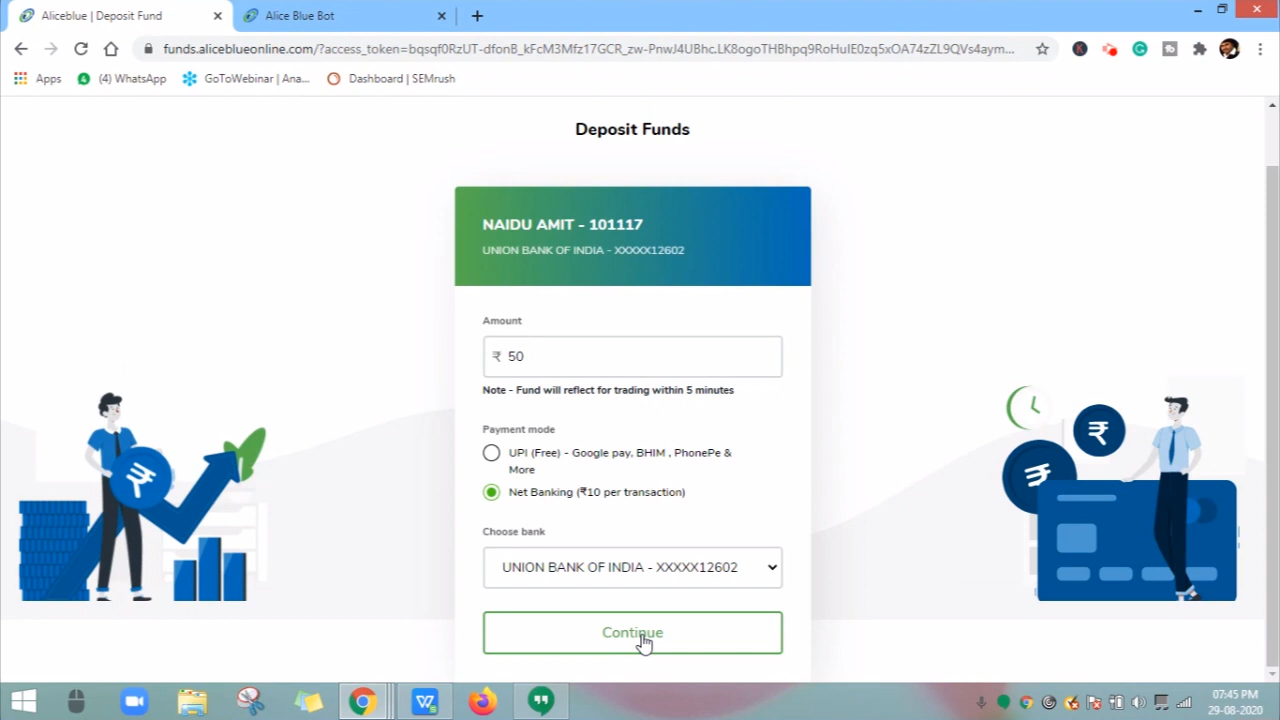 Aliceblue | Deposit Fund
Alice Blue Bot
funds.aliceblueonline.com/?access_token=bqsqf0RzUT-dfonB_kFcM3Mfz17GCR_zw-PnwJ4UBhc.LK8ogoTHBhpq9RoHuIE0zq5xOA74zZL9QVs4aym...
Apps
(4) WhatsApp
GoToWebinar | Ana...
Dashboard | SEMrush
Deposit Funds
NAIDU AMIT - 101117
UNION BANK OF INDIA - XXXXX12602
Amount
₹ 50
Note - Fund will reflect for trading within 5 minutes
Payment mode
UPI (Free) - Google pay, BHIM , PhonePe &
More
Net Banking (₹10 per transaction)
Choose bank
UNION BANK OF INDIA - XXXXX12602
Continue
07:45 PM
29-08-2020